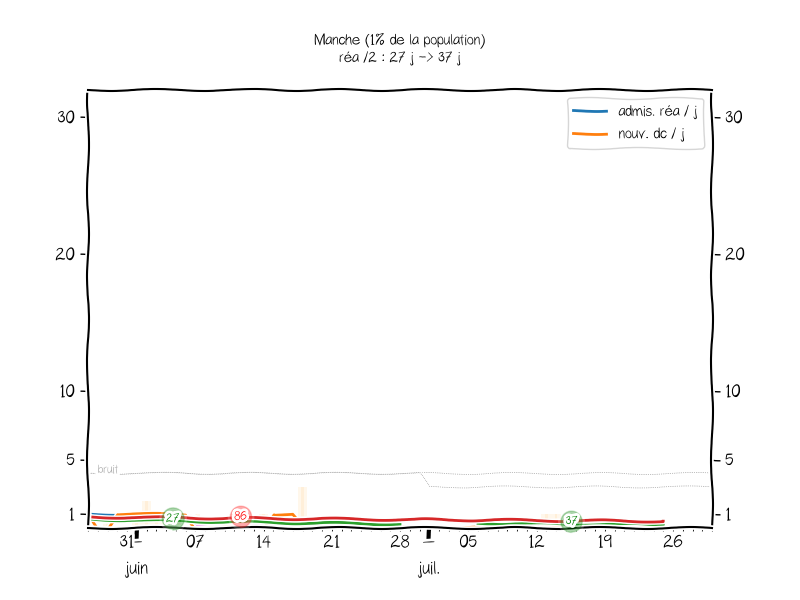 Manche (1% de la population)
réa /2 : 27 j -> 37 j
admis. réa / j
nouv. dc / j
30 30
20 20
10 10
5 bruit 5
1 27 86 37 1
31 07 14 21 28 05 12 19 26
juin juil.